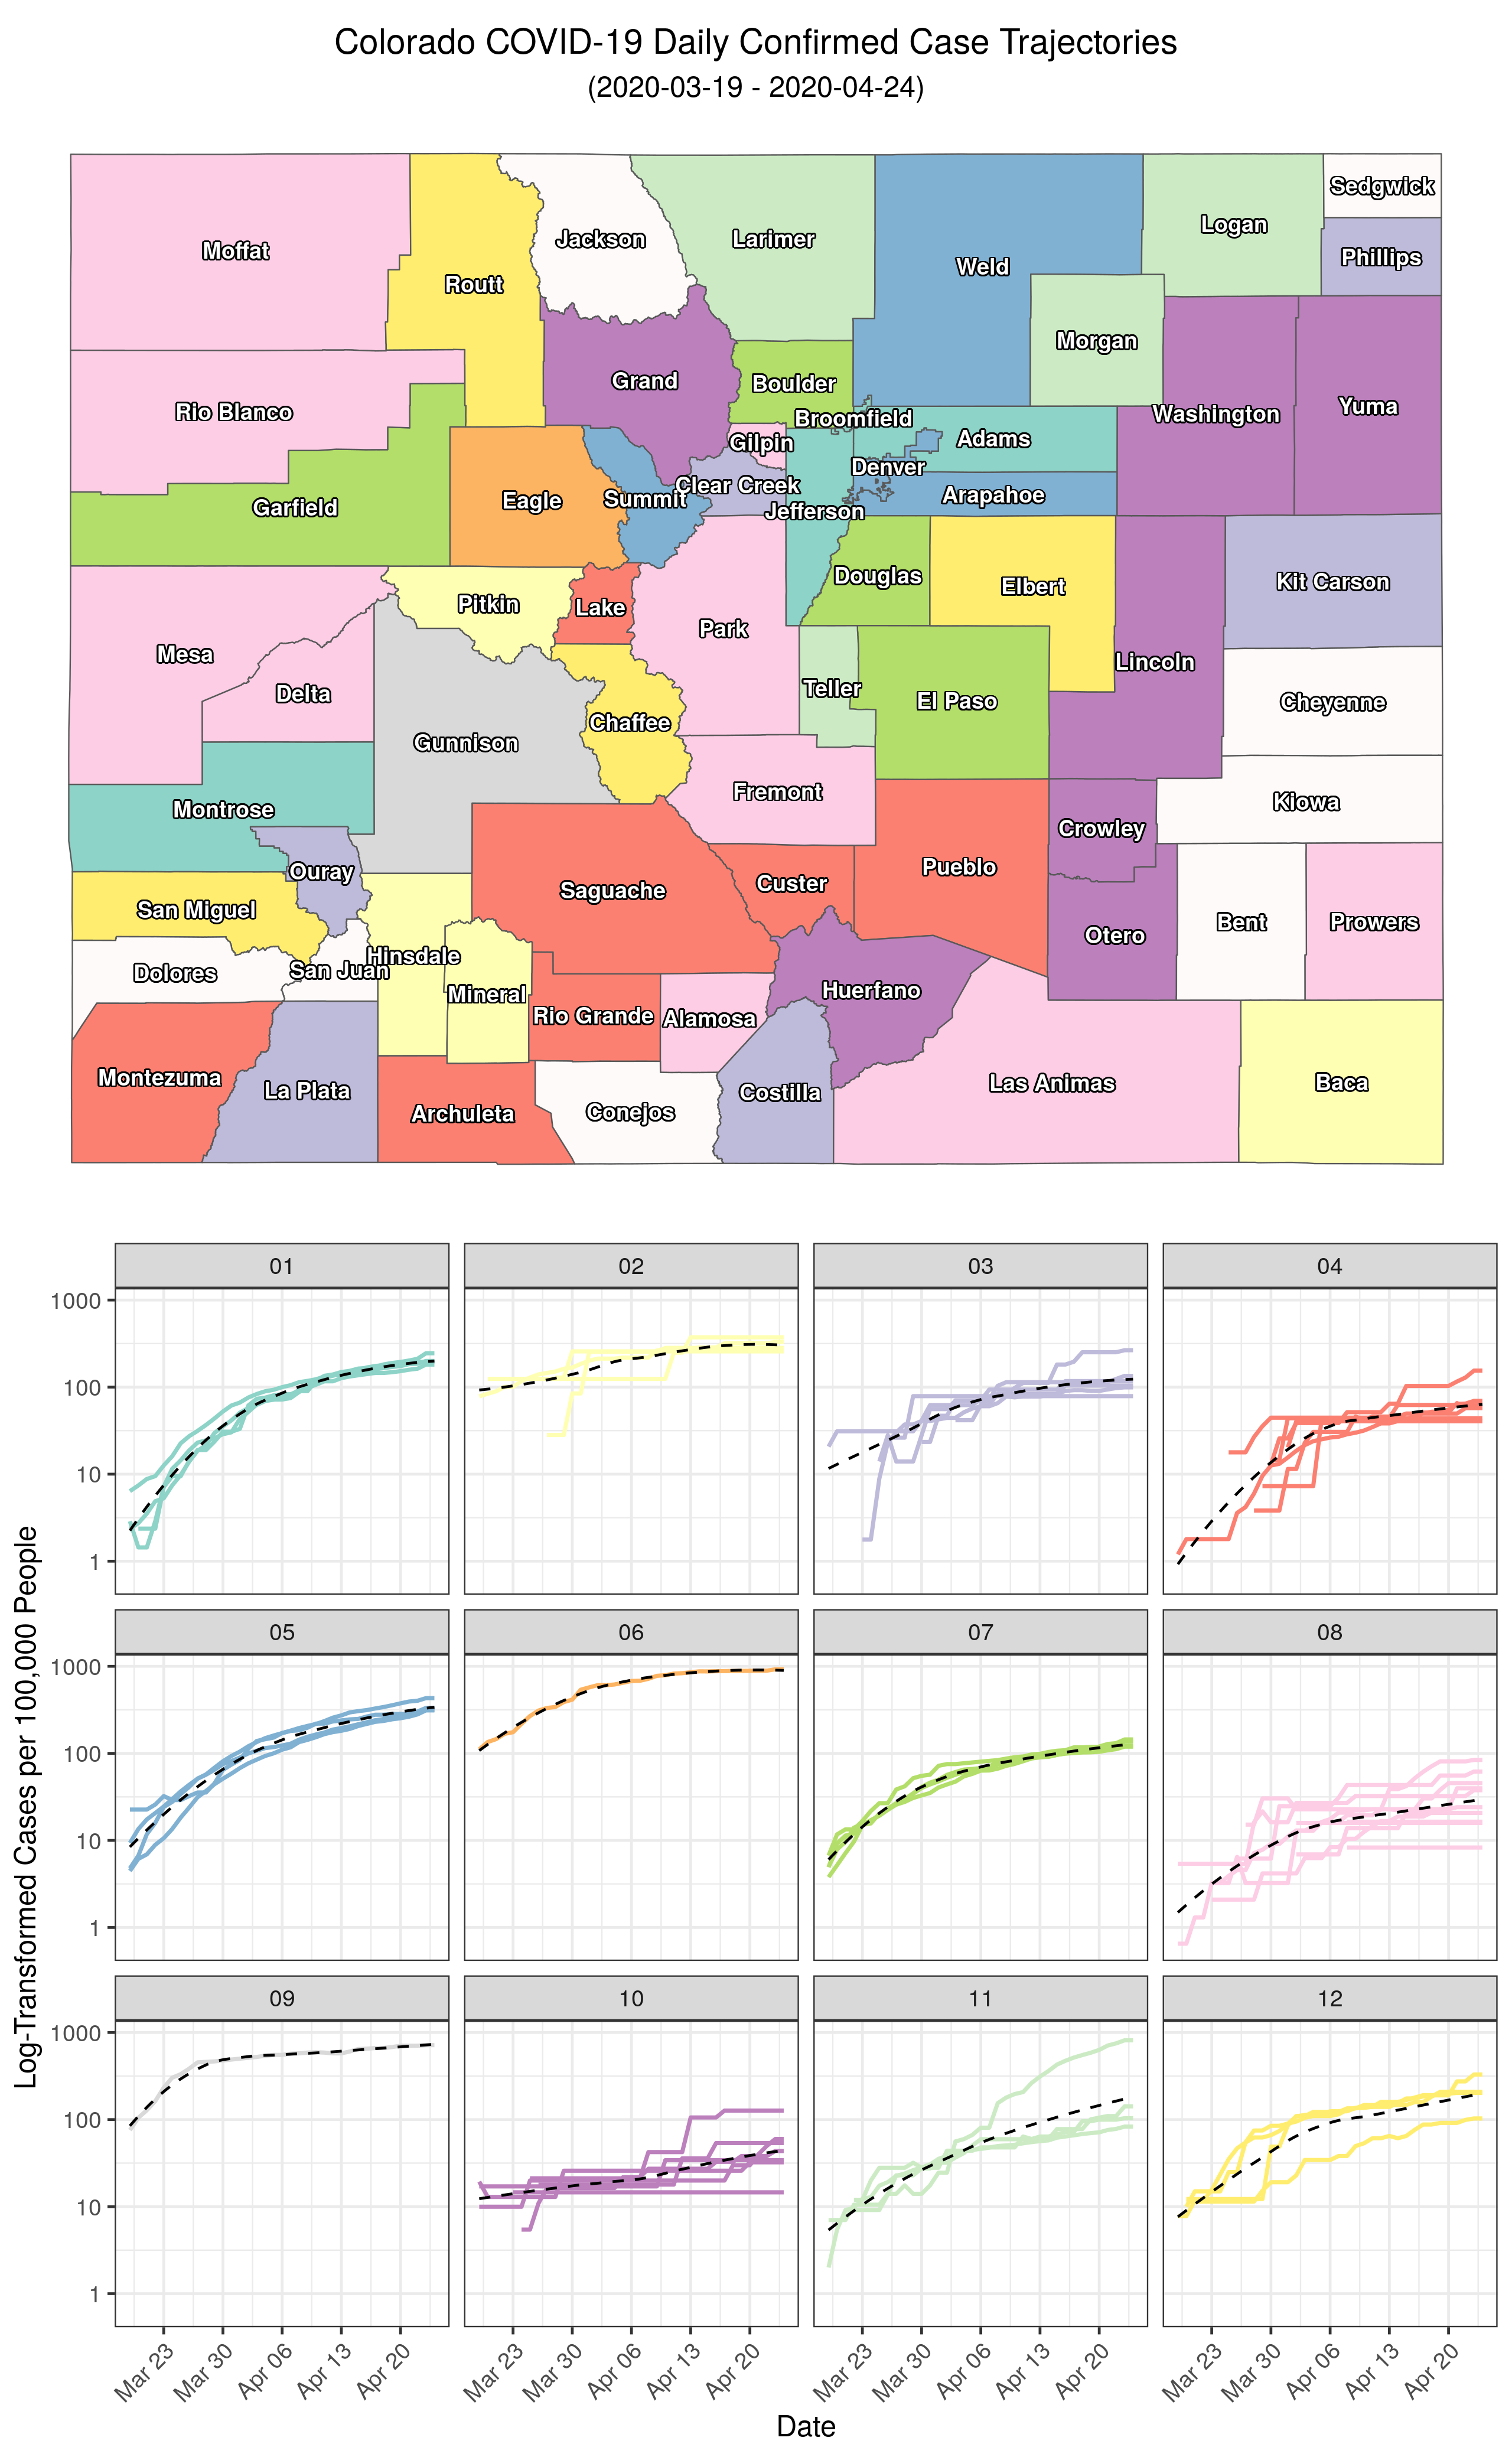 Colorado COVID-19 Daily Confirmed Case Trajectories
(2020-03-19 - 2020-04-24)
Sedgwick
Logan
Jackson
Larimer
Moffat
Phillips
Weld
Routt
Morgan
Grand
Boulder
Yuma
Rio Blanco
Washington
Broomfield
Adams
Gilpin
Denver
Clear Creek
Arapahoe
Summit
Eagle
Garfield
Jefferson
Douglas
Kit Carson
Elbert
Pitkin
Lake
Park
Mesa
Lincoln
Teller
Delta
El Paso
Cheyenne
Chaffee
Gunnison
Fremont
Kiowa
Montrose
Crowley
Pueblo
Ouray
Custer
Saguache
San Miguel
Bent
Prowers
Otero
Hinsdale
San Juan
Dolores
Huerfano
Mineral
Rio Grande
Alamosa
Montezuma
Las Animas
Baca
La Plata
Costilla
Conejos
Archuleta
01
02
03
04
1000
100
10
1
05
06
07
08
1000
100
10
1
09
10
11
12
1000
100
10
1
Log-Transformed Cases per 100,000 People
Mar 23
Mar 30
Apr 06
Apr 13
Apr 20
Mar 23
Mar 30
Apr 06
Apr 13
Apr 20
Mar 23
Mar 30
Apr 06
Apr 13
Apr 20
Mar 23
Mar 30
Apr 06
Apr 13
Apr 20
Date